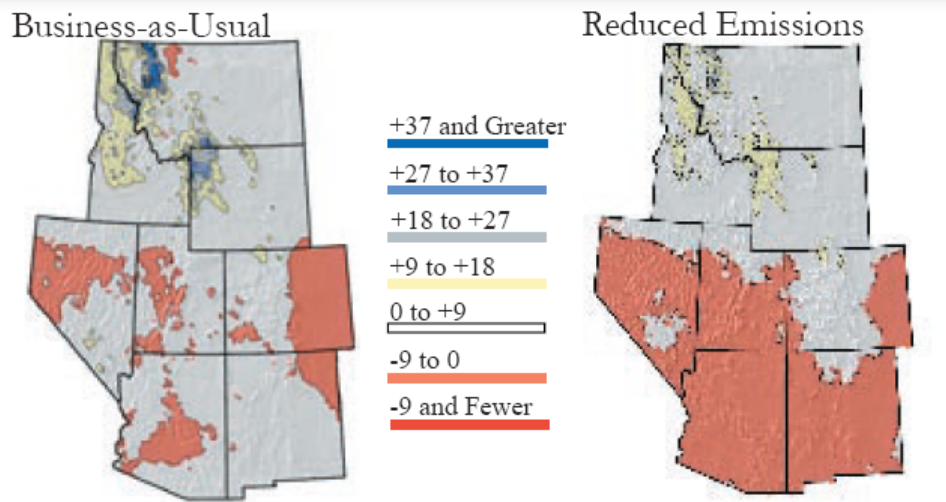 Business-as-Usual
Reduced Emissions
+37 and Greater
+27 to +37
+18 to +27
+9 to +18
0 to +9
-9 to 0
-9 and Fewer